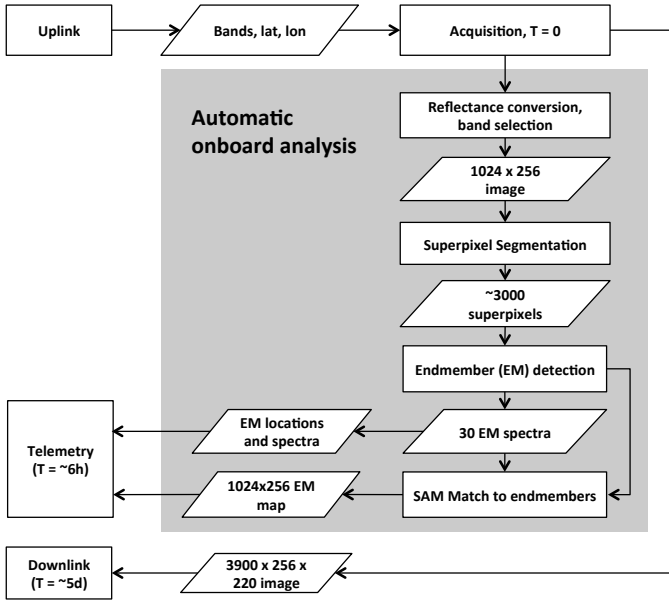 Uplink
Bands, lat, lon
Acquisition, T = 0
Automatic
onboard analysis
Reflectance conversion,
band selection
1024 x 256
image
Superpixel Segmentation
~3000
superpixels
Endmember (EM) detection
Telemetry
(T = ~6h)
EM locations
and spectra
30 EM spectra
1024x256 EM
map
SAM Match to endmembers
Downlink
(T = ~5d)
3900 x 256 x
220 image